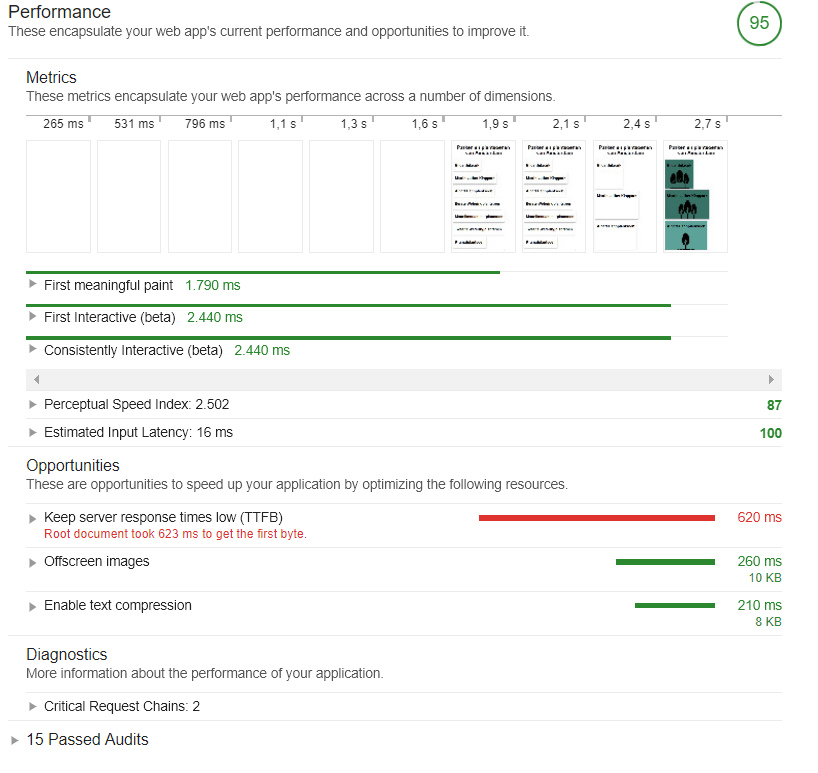 Performance
These encapsulate your web app's current performance and opportunities to improve it.
95
Metrics
These metrics encapsulate your web app's performance across a number of dimensions.
265 ms 531 ms 796 ms 1,1 s 1,3 s 1,6 s 1,9 s 2,1 s 2,4 s 2,7 s
First meaningful paint 1.790 ms
First Interactive (beta) 2.440 ms
Consistently Interactive (beta) 2.440 ms
Perceptual Speed Index: 2.502 87
Estimated Input Latency: 16 ms 100
Opportunities
These are opportunities to speed up your application by optimizing the following resources.
Keep server response times low (TTFB) 620 ms
Root document took 623 ms to get the first byte.
Offscreen images 260 ms
10 KB
Enable text compression 210 ms
8 KB
Diagnostics
More information about the performance of your application.
Critical Request Chains: 2
15 Passed Audits